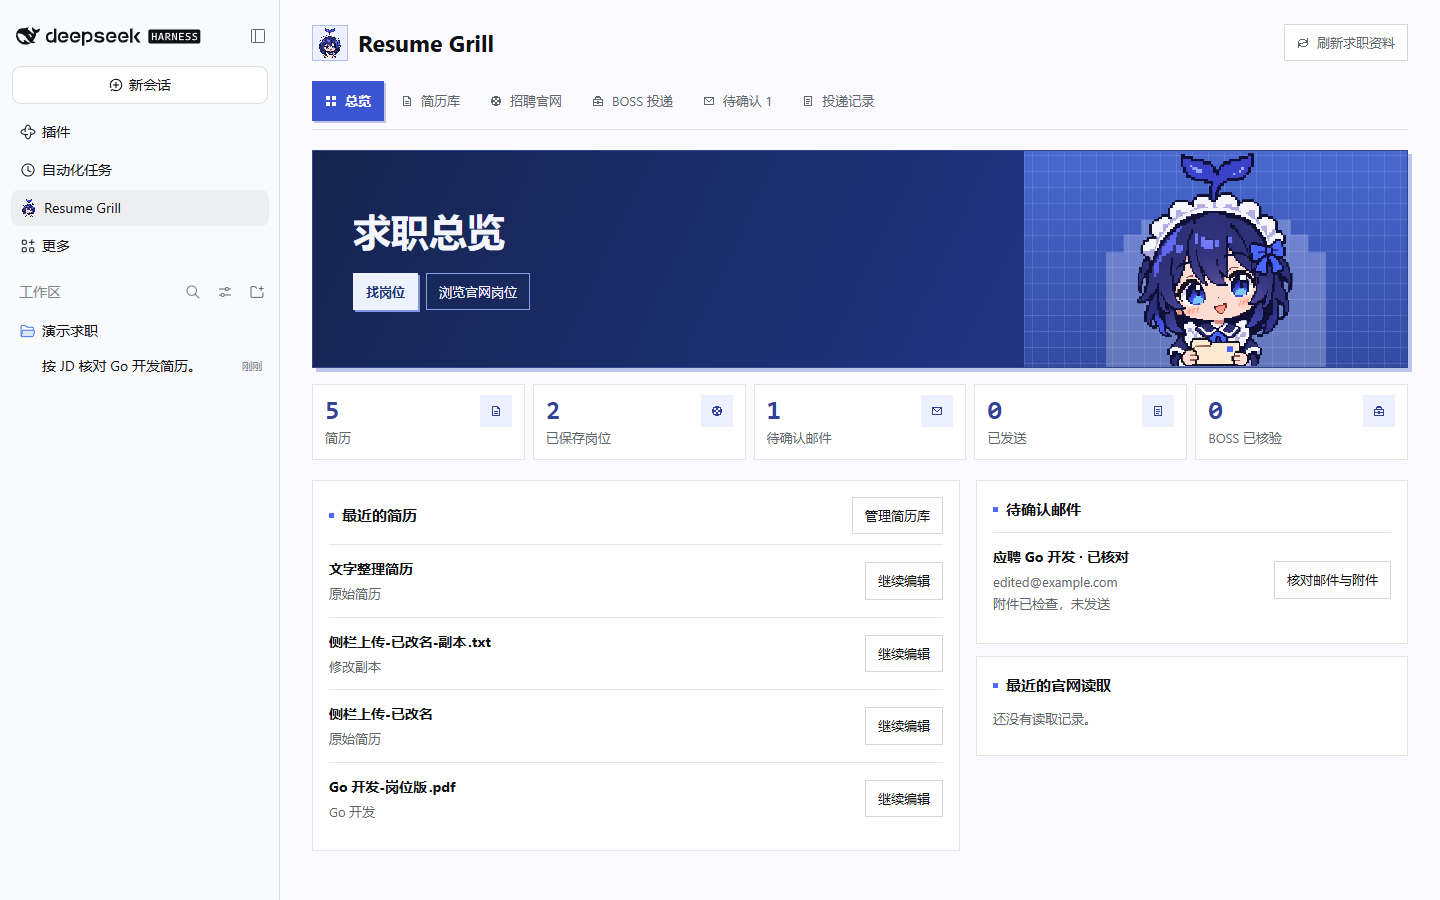 deepseek HARNESS
新会话
插件
自动化任务
Resume Grill
更多
工作区
演示求职
按 JD 核对 Go 开发简历。 刚刚
Resume Grill
刷新求职资料
总览 简历库 招聘官网 BOSS 投递 待确认 1 投递记录
求职总览
找岗位 浏览官网岗位
5
简历
2
已保存岗位
1
待确认邮件
0
已发送
0
BOSS 已核验
最近的简历
管理简历库
文字整理简历
原始简历
继续编辑
侧栏上传-已改名-副本.txt
修改副本
继续编辑
侧栏上传-已改名
原始简历
继续编辑
Go 开发-岗位版.pdf
Go 开发
继续编辑
待确认邮件
应聘 Go 开发 · 已核对
edited@example.com
附件已检查，未发送
核对邮件与附件
最近的官网读取
还没有读取记录。